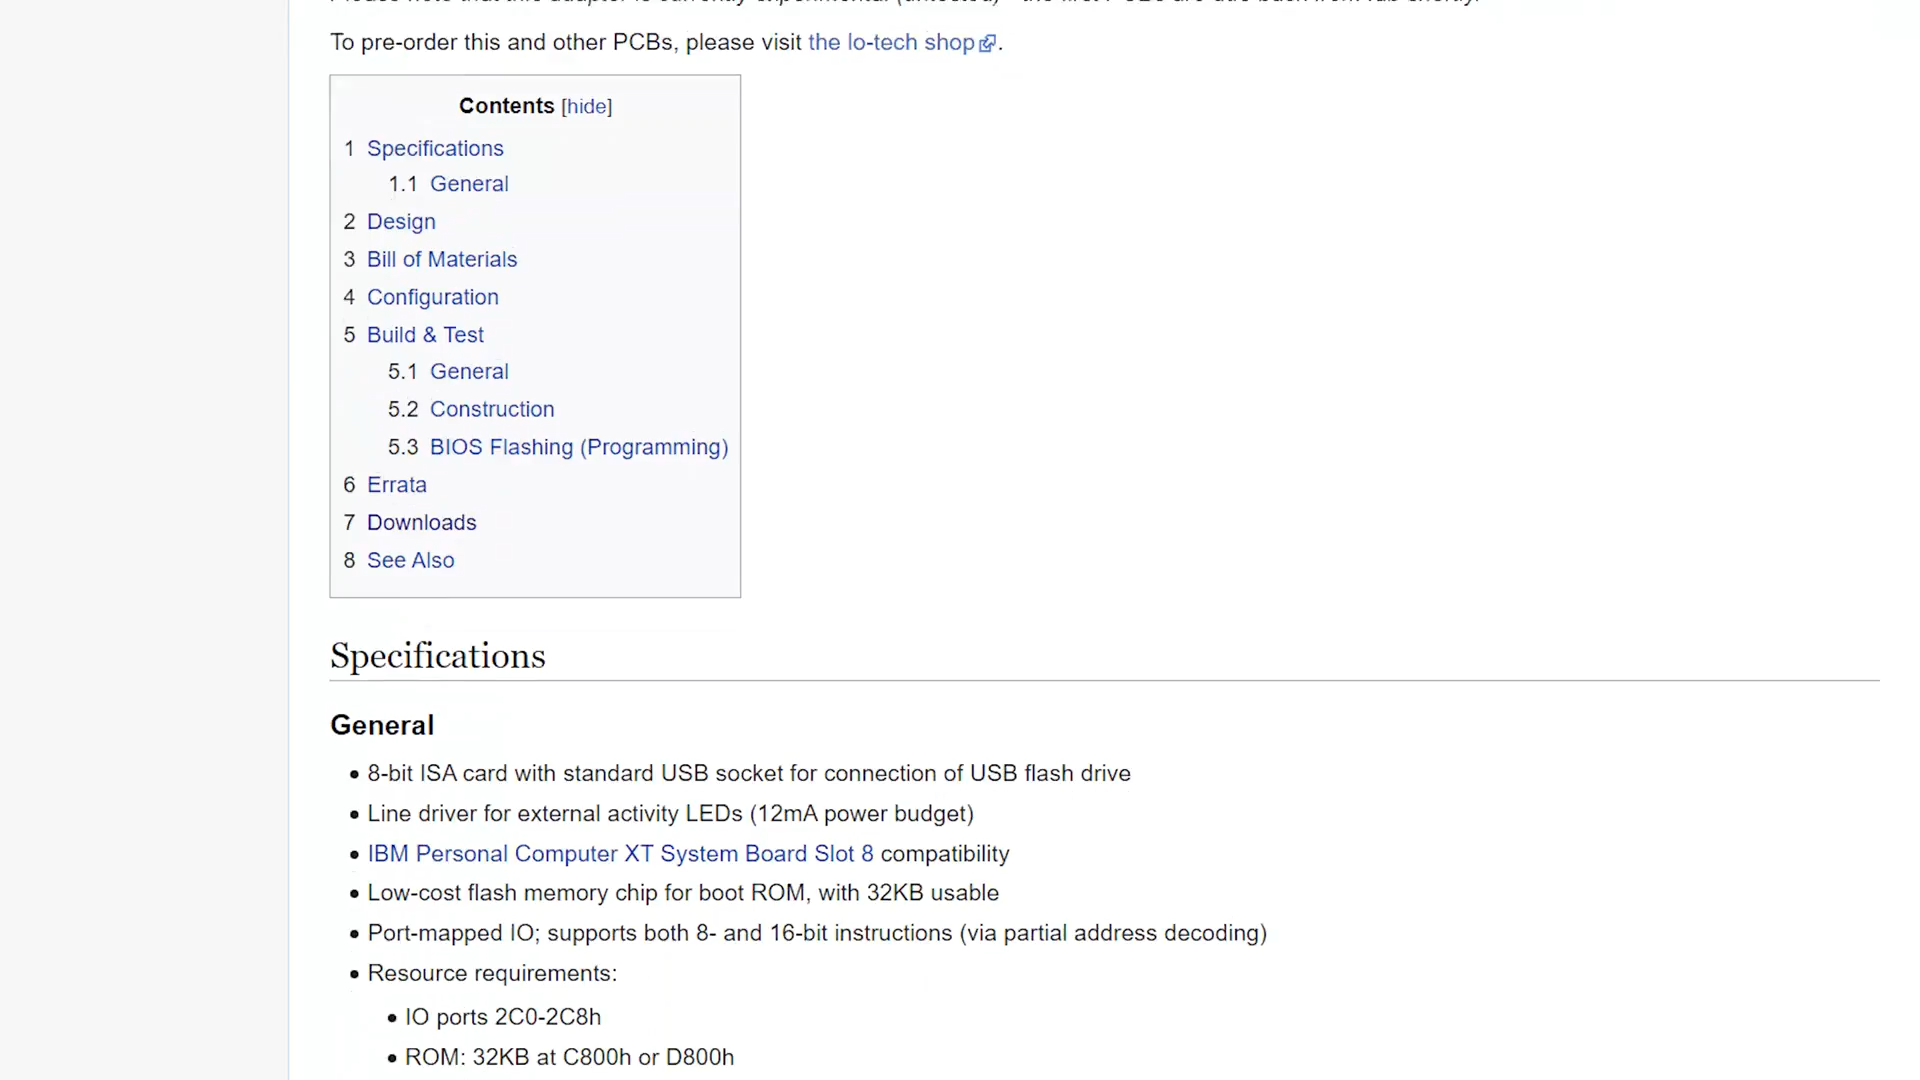 To pre-order this and other PCBs, please visit the lo-tech shop.
Contents [hide]
1 Specifications
1.1 General
2 Design
3 Bill of Materials
4 Configuration
5 Build & Test
5.1 General
5.2 Construction
5.3 BIOS Flashing (Programming)
6 Errata
7 Downloads
8 See Also
Specifications
General
8-bit ISA card with standard USB socket for connection of USB flash drive
Line driver for external activity LEDs (12mA power budget)
IBM Personal Computer XT System Board Slot 8 compatibility
Low-cost flash memory chip for boot ROM, with 32KB usable
Port-mapped IO; supports both 8- and 16-bit instructions (via partial address decoding)
Resource requirements:
IO ports 2C0-2C8h
ROM: 32KB at C800h or D800h